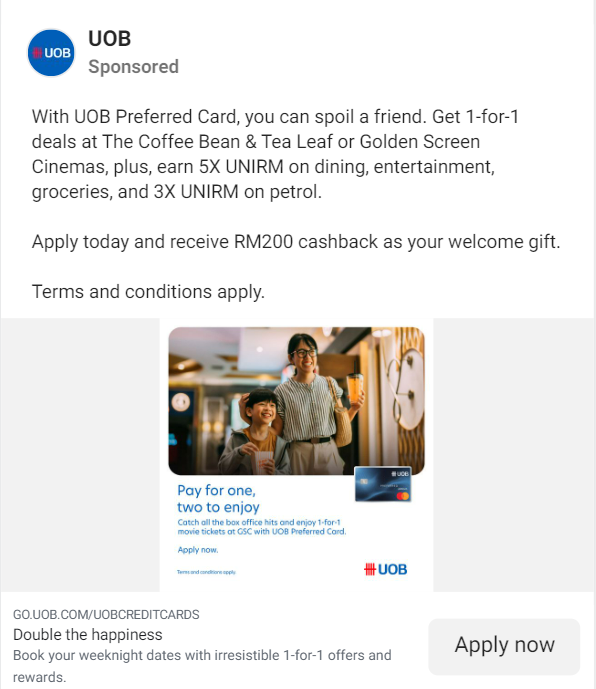 UOB
UOB
Sponsored
With UOB Preferred Card, you can spoil a friend. Get 1-for-1
deals at The Coffee Bean & Tea Leaf or Golden Screen
Cinemas, plus, earn 5X UNIRM on dining, entertainment,
groceries, and 3X UNIRM on petrol.
Apply today and receive RM200 cashback as your welcome gift.
Terms and conditions apply.
UOB
Pay for one,
two to enjoy
Catch all the box office hits and enjoy 1-for-1
movie tickets at GSC with UOB Preferred Card.
Apply now.
Terms and conditions apply.
UOB
GO.UOB.COM/UOBCREDITCARDS
Double the happiness
Book your weeknight dates with irresistible 1-for-1 offers and
rewards.
Apply now